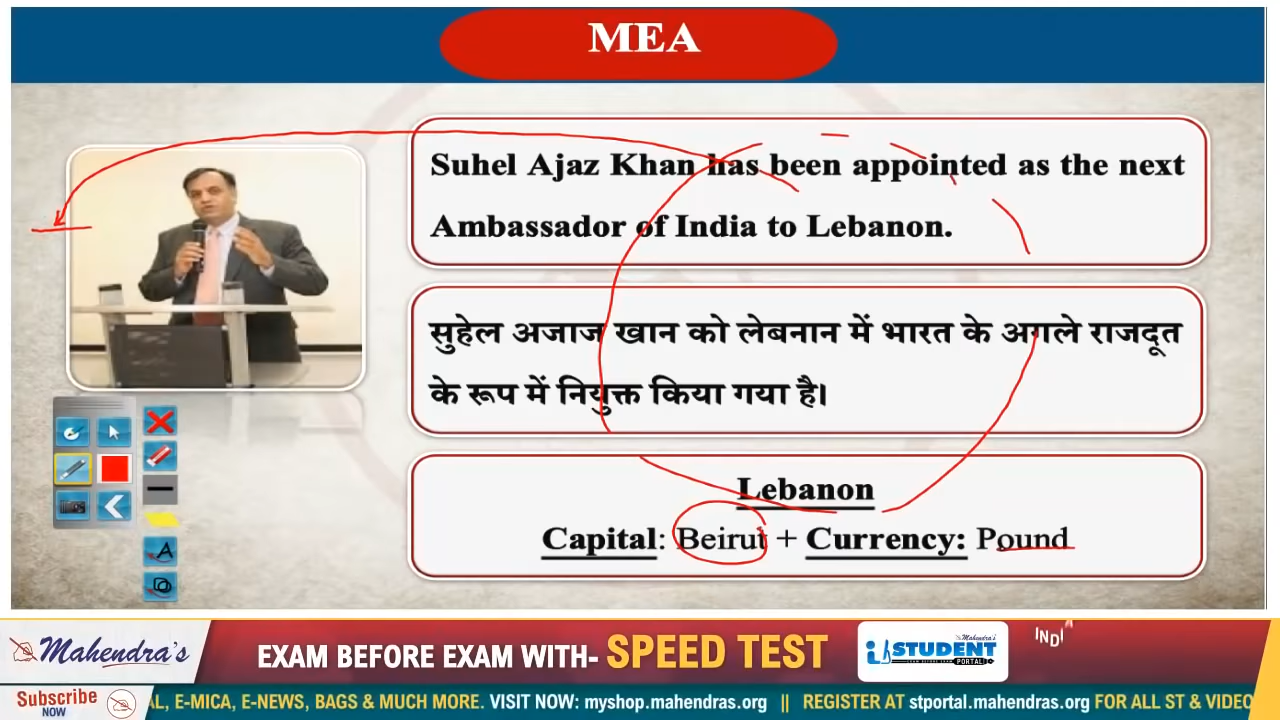 MEA
Suhel Ajaz Khan has been appointed as the next
Ambassador of India to Lebanon.
सुहेल अजाज खान को लेबनान में भारत के अगले राजदूत
के रूप में नियुक्त किया गया है।
Lebanon
Capital: Beirut + Currency: Pound
Mahendra's
EXAM BEFORE EXAM WITH- SPEED TEST
Mahendra's
STUDENT
PORTAL
INDIA
Subscribe
NOW
AL, E-MICA, E-NEWS, BAGS & MUCH MORE. VISIT NOW: myshop.mahendras.org || REGISTER AT stportal.mahendras.org FOR ALL ST & VIDEO